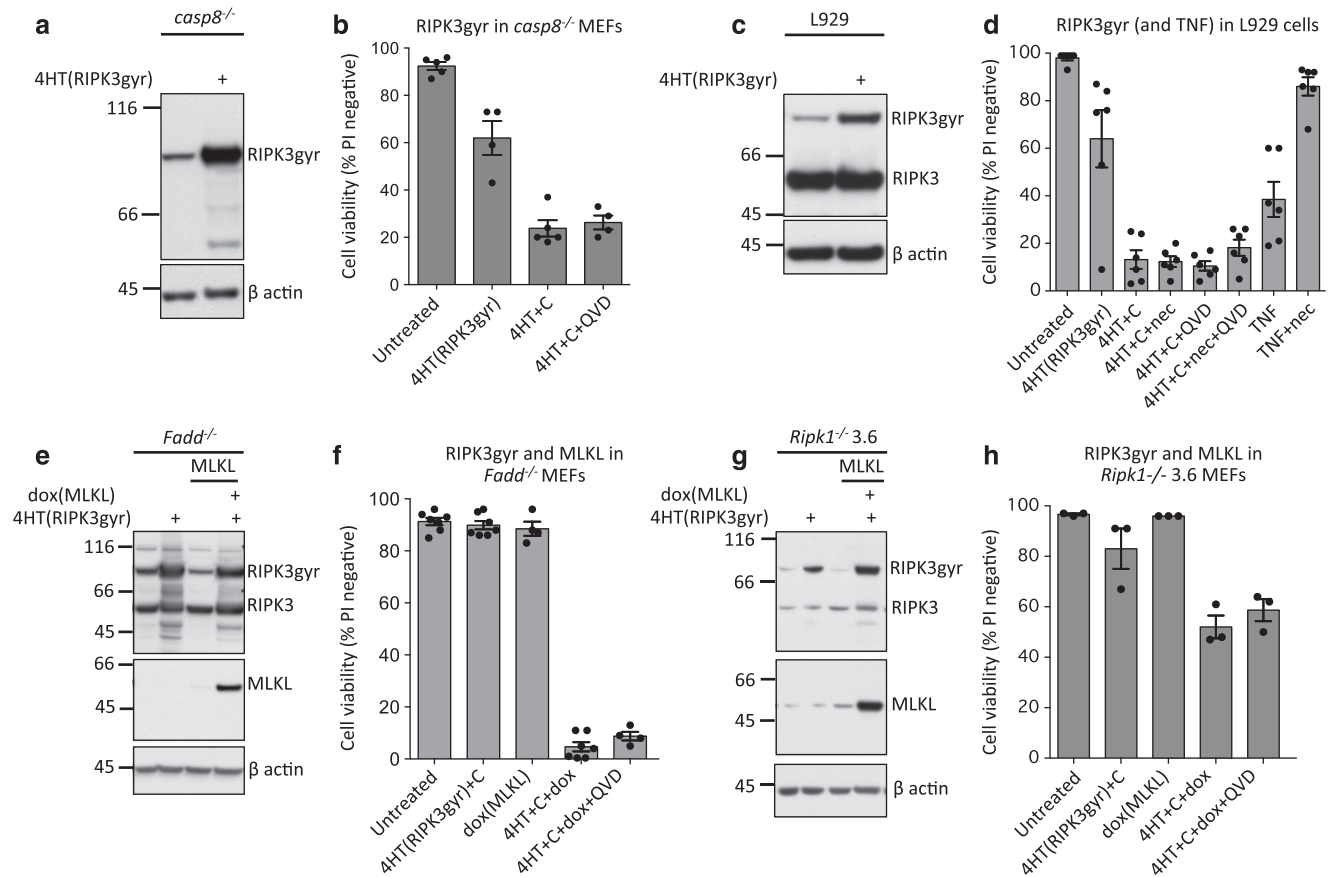 a
casp8-/-
4HT(RIPK3gyr) +
116
RIPK3gyr
66
45
β actin
b
RIPK3gyr in casp8-/- MEFs
Cell viability (% PI negative)
100
80
60
40
20
0
Untreated
4HT(RIPK3gyr)
4HT+C
4HT+C+QVD
c
L929
4HT(RIPK3gyr) +
RIPK3gyr
66
RIPK3
45
45
β actin
d
RIPK3gyr (and TNF) in L929 cells
Cell viability (% PI negative)
100
80
60
40
20
0
Untreated
4HT(RIPK3gyr)
4HT+C
4HT+C+nec
4HT+C+QVD
4HT+C+nec+QVD
TNF
TNF+nec
e
Fadd-/-
MLKL
dox(MLKL) +
4HT(RIPK3gyr) + +
116
RIPK3gyr
66
RIPK3
45
66
MLKL
45
45
β actin
f
RIPK3gyr and MLKL in
Fadd-/- MEFs
Cell viability (% PI negative)
100
80
60
40
20
0
Untreated
4HT(RIPK3gyr)+C
dox(MLKL)
4HT+C+dox
4HT+C+dox+QVD
g
Ripk1-/- 3.6
MLKL
dox(MLKL) +
4HT(RIPK3gyr) + +
116
RIPK3gyr
66
RIPK3
66
MLKL
45
45
β actin
h
RIPK3gyr and MLKL in
Ripk1-/- 3.6 MEFs
Cell viability (% PI negative)
100
80
60
40
20
0
Untreated
4HT(RIPK3gyr)+C
dox(MLKL)
4HT+C+dox
4HT+C+dox+QVD